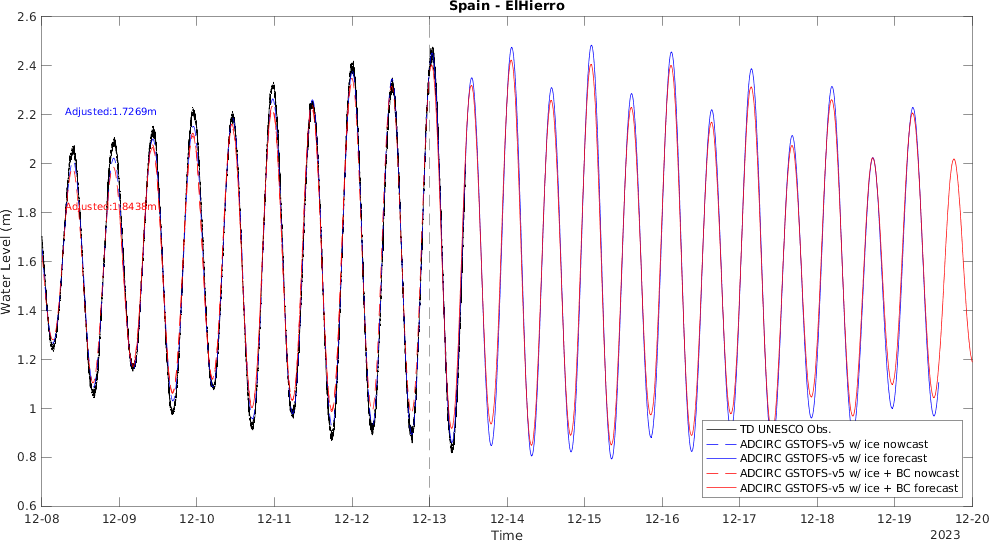 Spain - ElHierro
2.6
2.4
2.2
2
1.8
1.6
1.4
1.2
1
0.8
0.6
Water Level (m)
Adjusted:1.7269m
Adjusted:1.8438m
TD UNESCO Obs.
ADCIRC GSTOFS-v5 w/ ice nowcast
ADCIRC GSTOFS-v5 w/ ice forecast
ADCIRC GSTOFS-v5 w/ ice + BC nowcast
ADCIRC GSTOFS-v5 w/ ice + BC forecast
12-08 12-09 12-10 12-11 12-12 12-13 12-14 12-15 12-16 12-17 12-18 12-19 12-20
Time
2023